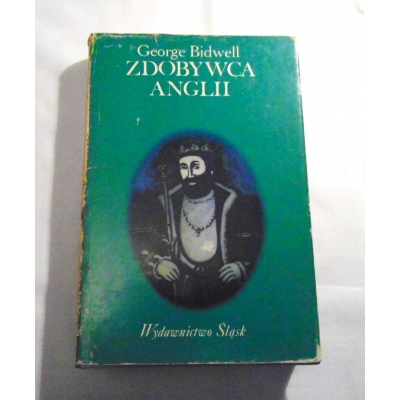 George Bidwell
ZDOBYWCA
ANGLII
Wydawnictwo Śląsk